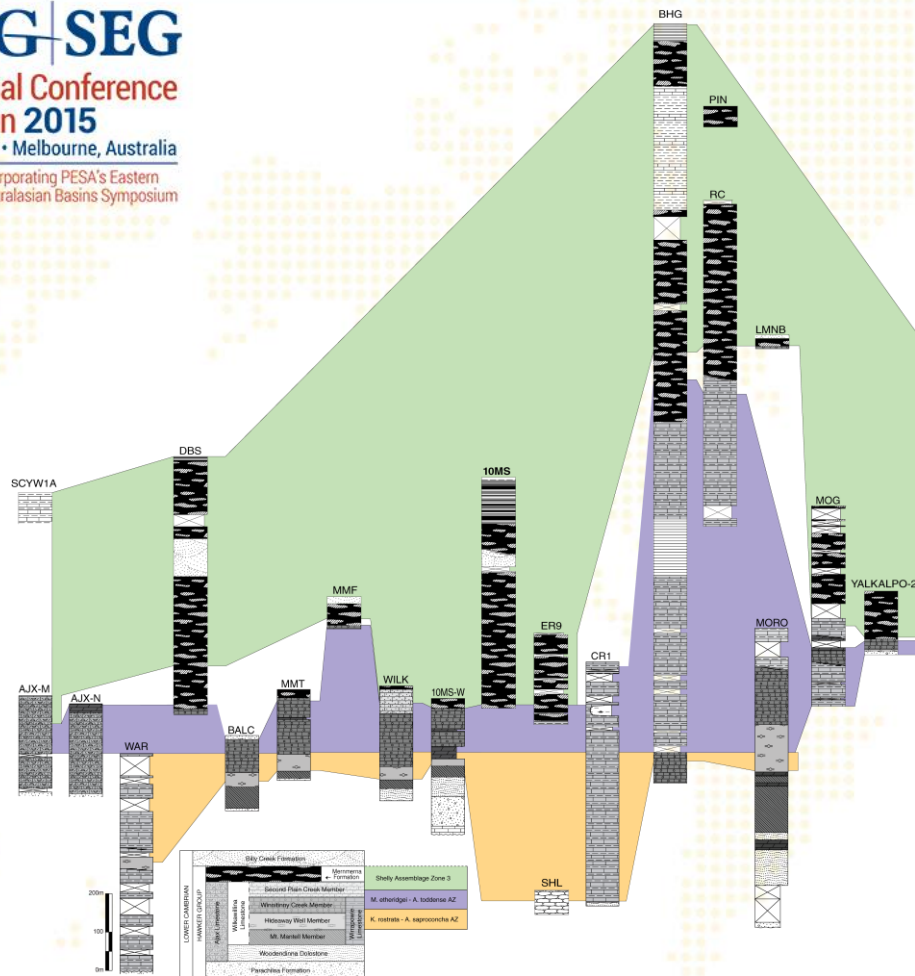 G SEG
al Conference
n 2015
• Melbourne, Australia
rporating PESA's Eastern
ralasian Basins Symposium
BHG
PIN
RC
LMNB
DBS
SCYW1A
10MS
MOG
YALKALPO-2
MMF
ER9
MORO
CR1
AJX-M
AJX-N
MMT
WILK
10MS-W
BALC
WAR
SHL
200m
100
0m
LOWER CAMBRIAN
HAWKER GROUP
Billy Creek Formation
Mernmerna
← Formation
Second Plain Creek Member
Ajax Limestone
Wilkawillina
Limestone
Winnitinny Creek Member
Hideaway Well Member
Mt. Mantell Member
Wirrapowie
Limestone
Woodendinna Dolostone
Parachilna Formation
Shelly Assemblage Zone 3
M. etheridgei - A. toddense AZ
K. rostrata - A. saproconcha AZ